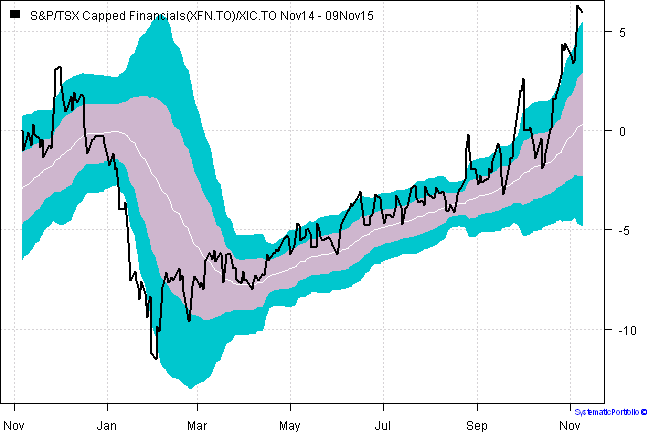 S&P/TSX Capped Financials(XFN.TO)/XIC.TO Nov14 - 09Nov15
5
0
-5
-10
Nov Jan Mar May Jul Sep Nov
SystematicPortfolio ©